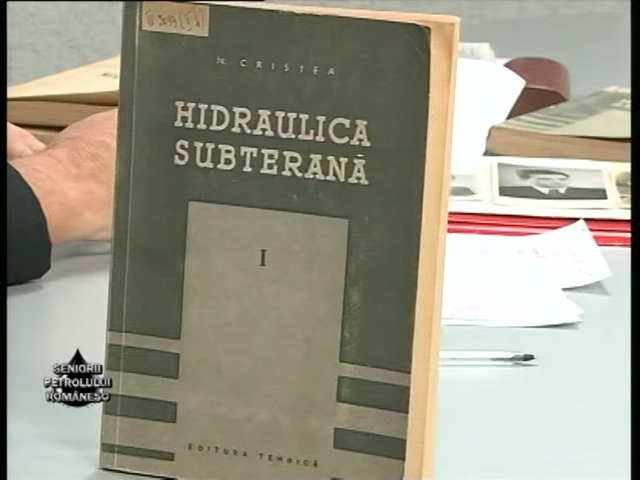 N. CRISTEA
HIDRAULICA
SUBTERANĂ
I
EDITURA TEHNICĂ
SENIORII
PETROLULUI
ROMÂNESC